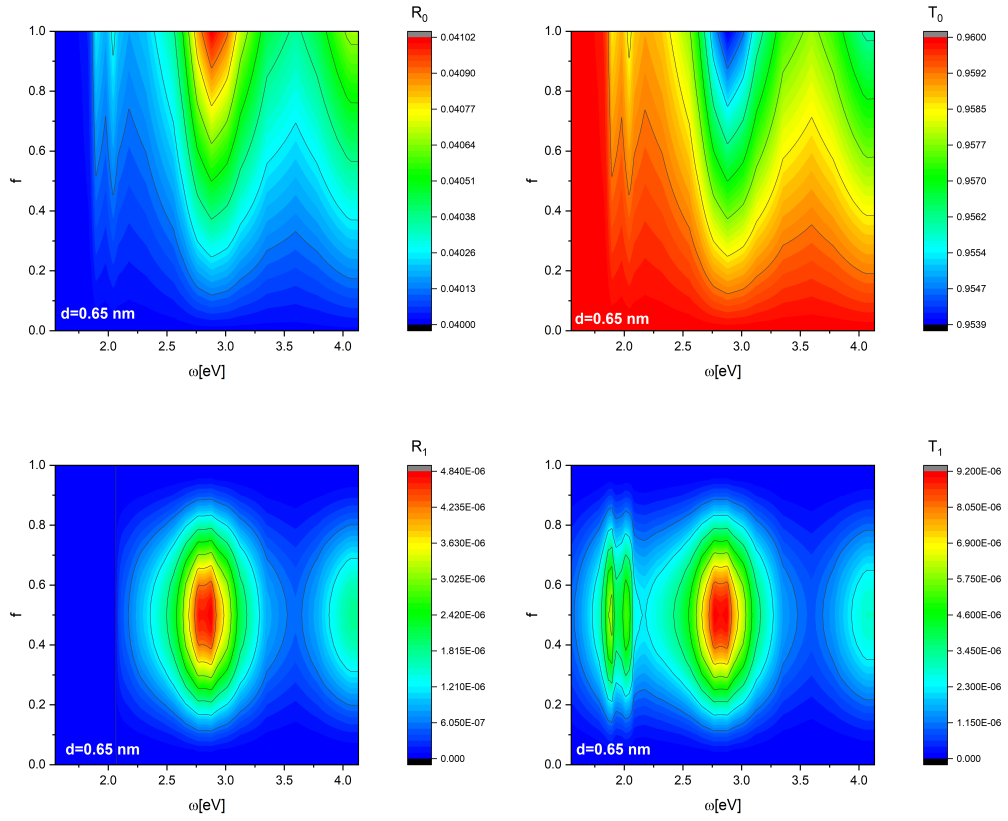 R0
1.0
0.8
0.6
0.4
0.2
0.0
f
d=0.65 nm
2.0 2.5 3.0 3.5 4.0
ω[eV]
0.04102
0.04090
0.04077
0.04064
0.04051
0.04038
0.04026
0.04013
0.04000
T0
1.0
0.8
0.6
0.4
0.2
0.0
f
d=0.65 nm
2.0 2.5 3.0 3.5 4.0
ω[eV]
0.9600
0.9592
0.9585
0.9577
0.9570
0.9562
0.9554
0.9547
0.9539
R1
1.0
0.8
0.6
0.4
0.2
0.0
f
d=0.65 nm
2.0 2.5 3.0 3.5 4.0
ω[eV]
4.840E-06
4.235E-06
3.630E-06
3.025E-06
2.420E-06
1.815E-06
1.210E-06
6.050E-07
0.000
T1
1.0
0.8
0.6
0.4
0.2
0.0
f
d=0.65 nm
2.0 2.5 3.0 3.5 4.0
ω[eV]
9.200E-06
8.050E-06
6.900E-06
5.750E-06
4.600E-06
3.450E-06
2.300E-06
1.150E-06
0.000